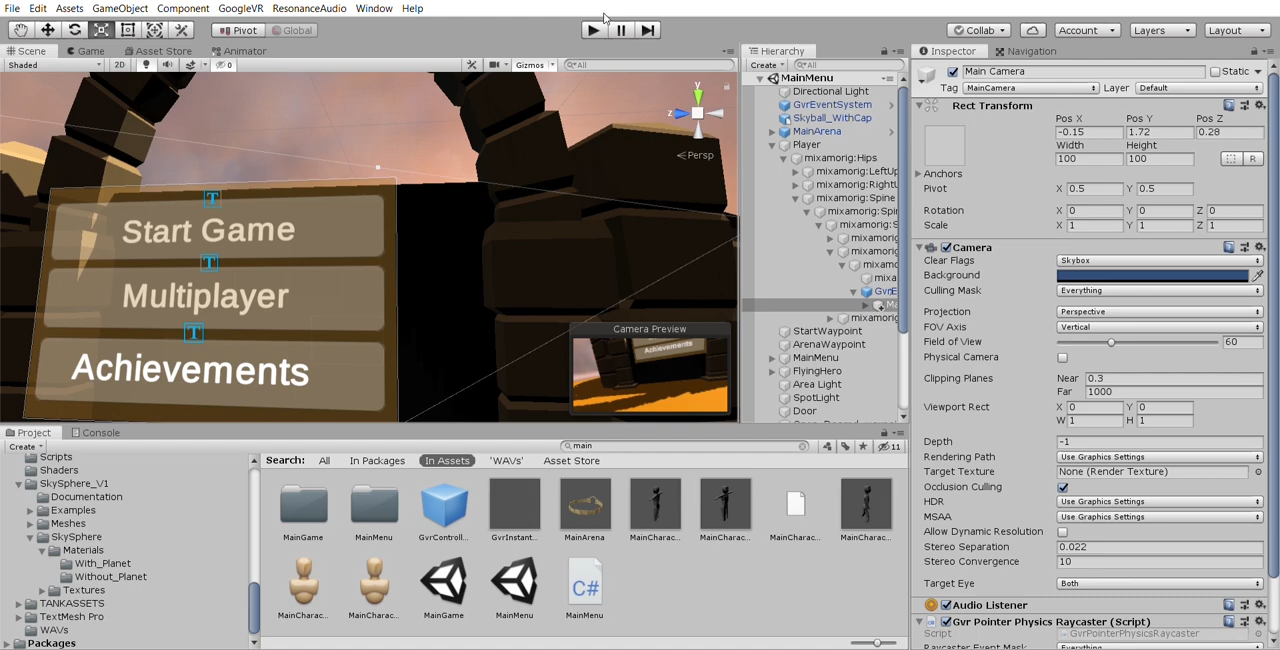 File Edit Assets GameObject Component GoogleVR ResonanceAudio Window Help
Pivot Global Collab Account Layers Layout
Scene Game Asset Store Animator
Shaded 2D 0 Gizmos All
y
z
Persp
T
Start Game
T
Multiplayer
T
Achievements
Camera Preview
Achievements
Hierarchy
Create All
MainMenu
Directional Light
GvrEventSystem
Skyball_WithCap
MainArena
Player
mixamorig:Hips
mixamorig:LeftUp
mixamorig:RightU
mixamorig:Spine
mixamorig:Spi
mixamorig:S
mixamorig
mixamorig
mixamo
mixa
GvrE
Ma
mixamorig
StartWaypoint
ArenaWaypoint
MainMenu
FlyingHero
Area Light
SpotLight
Door
Inspector Navigation
Main Camera Static
Tag MainCamera Layer Default
Rect Transform
Pos X Pos Y Pos Z
-0.15 1.72 0.28
Width Height
100 100 R
Anchors
Pivot X 0.5 Y 0.5
Rotation X 0 Y 0 Z 0
Scale X 1 Y 1 Z 1
Camera
Clear Flags Skybox
Background
Culling Mask Everything
Projection Perspective
FOV Axis Vertical
Field of View 60
Physical Camera
Clipping Planes Near 0.3
Far 1000
Viewport Rect X 0 Y 0
W 1 H 1
Depth -1
Rendering Path Use Graphics Settings
Target Texture None (Render Texture)
Occlusion Culling
HDR Use Graphics Settings
MSAA Use Graphics Settings
Allow Dynamic Resolution
Stereo Separation 0.022
Stereo Convergence 10
Target Eye Both
Audio Listener
Gvr Pointer Physics Raycaster (Script)
Script GvrPointerPhysicsRaycaster
Raycaster Event Mask Everything
Project Console
Create main 11
Scripts
Shaders
SkySphere_V1
Documentation
Examples
Meshes
SkySphere
Materials
With_Planet
Without_Planet
Textures
TANKASSETS
TextMesh Pro
WAVs
Packages
Search: All In Packages In Assets 'WAVs' Asset Store
MainGame MainMenu GvrControll... GvrInstant... MainArena MainCharac... MainCharac... MainCharac... MainCharac...
C#
MainCharac... MainCharac... MainGame MainMenu MainMenu